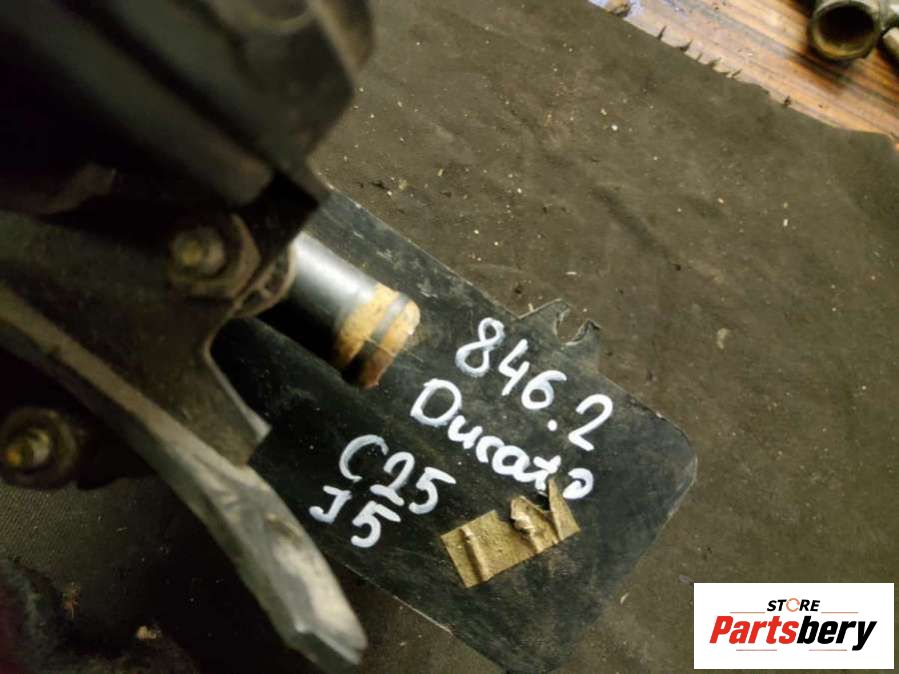 846.2
Ducato
C25
J5
STORE
Partsbery